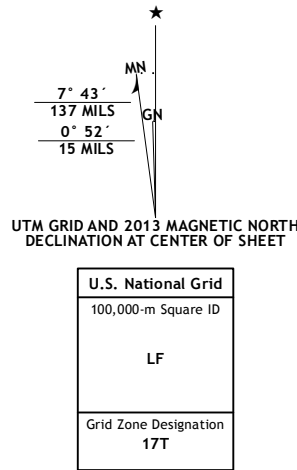 MN
7° 43´
137 MILS
GN
0° 52´
15 MILS
UTM GRID AND 2013 MAGNETIC NORTH
DECLINATION AT CENTER OF SHEET
U.S. National Grid
100,000-m Square ID
LF
Grid Zone Designation
17T